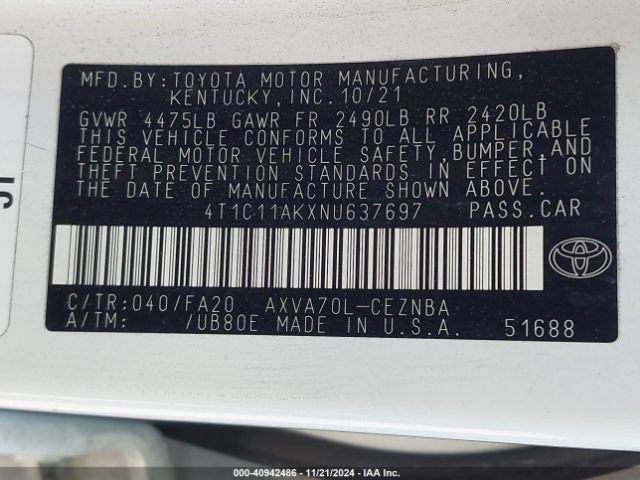 MFD.BY:TOYOTA MOTOR MANUFACTURING,
KENTUCKY,INC.10/21
GVWR 4475LB GAWR FR 2490LB RR 2420LB
THIS VEHICLE CONFORMS TO ALL APPLICABLE
FEDERAL MOTOR VEHICLE SAFETY,BUMPER,AND
THEFT PREVENTION STANDARDS IN EFFECT ON
THE DATE OF MANUFACTURE SHOWN ABOVE.
4T1C11AKXNU637697 PASS.CAR
C/TR:040/FA20 AXVA70L-CEZNBA
A/TM: /UB80E MADE IN U.S.A. 51688
© COPY - 40942486 - 11/21/2024 - IAA Inc.